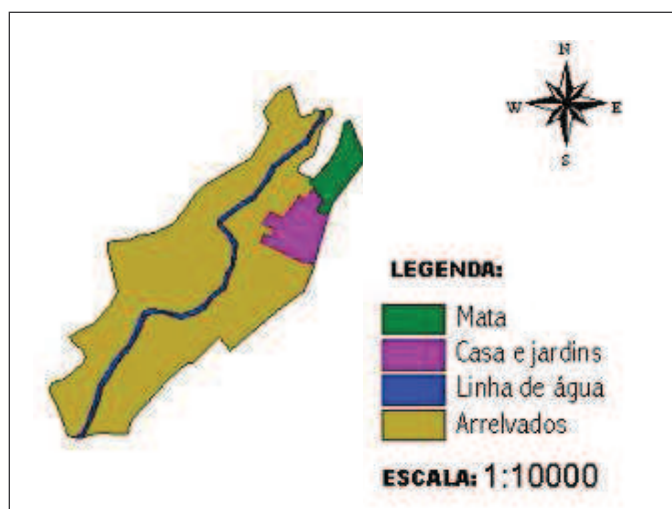 N
W E
S
LEGENDA:
Mata
Casa e jardins
Linha de água
Arrelvados
ESCALA: 1:10000